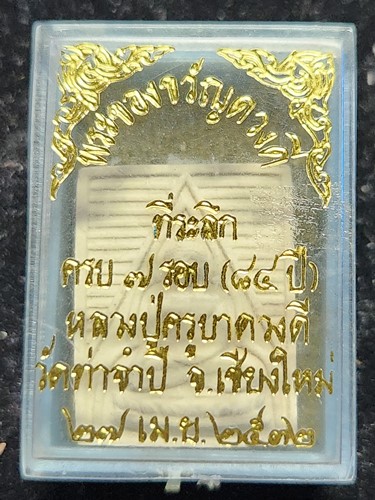 พระของขวัญดวงดี
ที่ระลึก
ครบ ๗ รอบ (๘๔ ปี)
หลวงปู่ครูบาดวงดี
วัดท่าจำปี จ.เชียงใหม่
๒๗ เม.ย. ๒๕๓๒